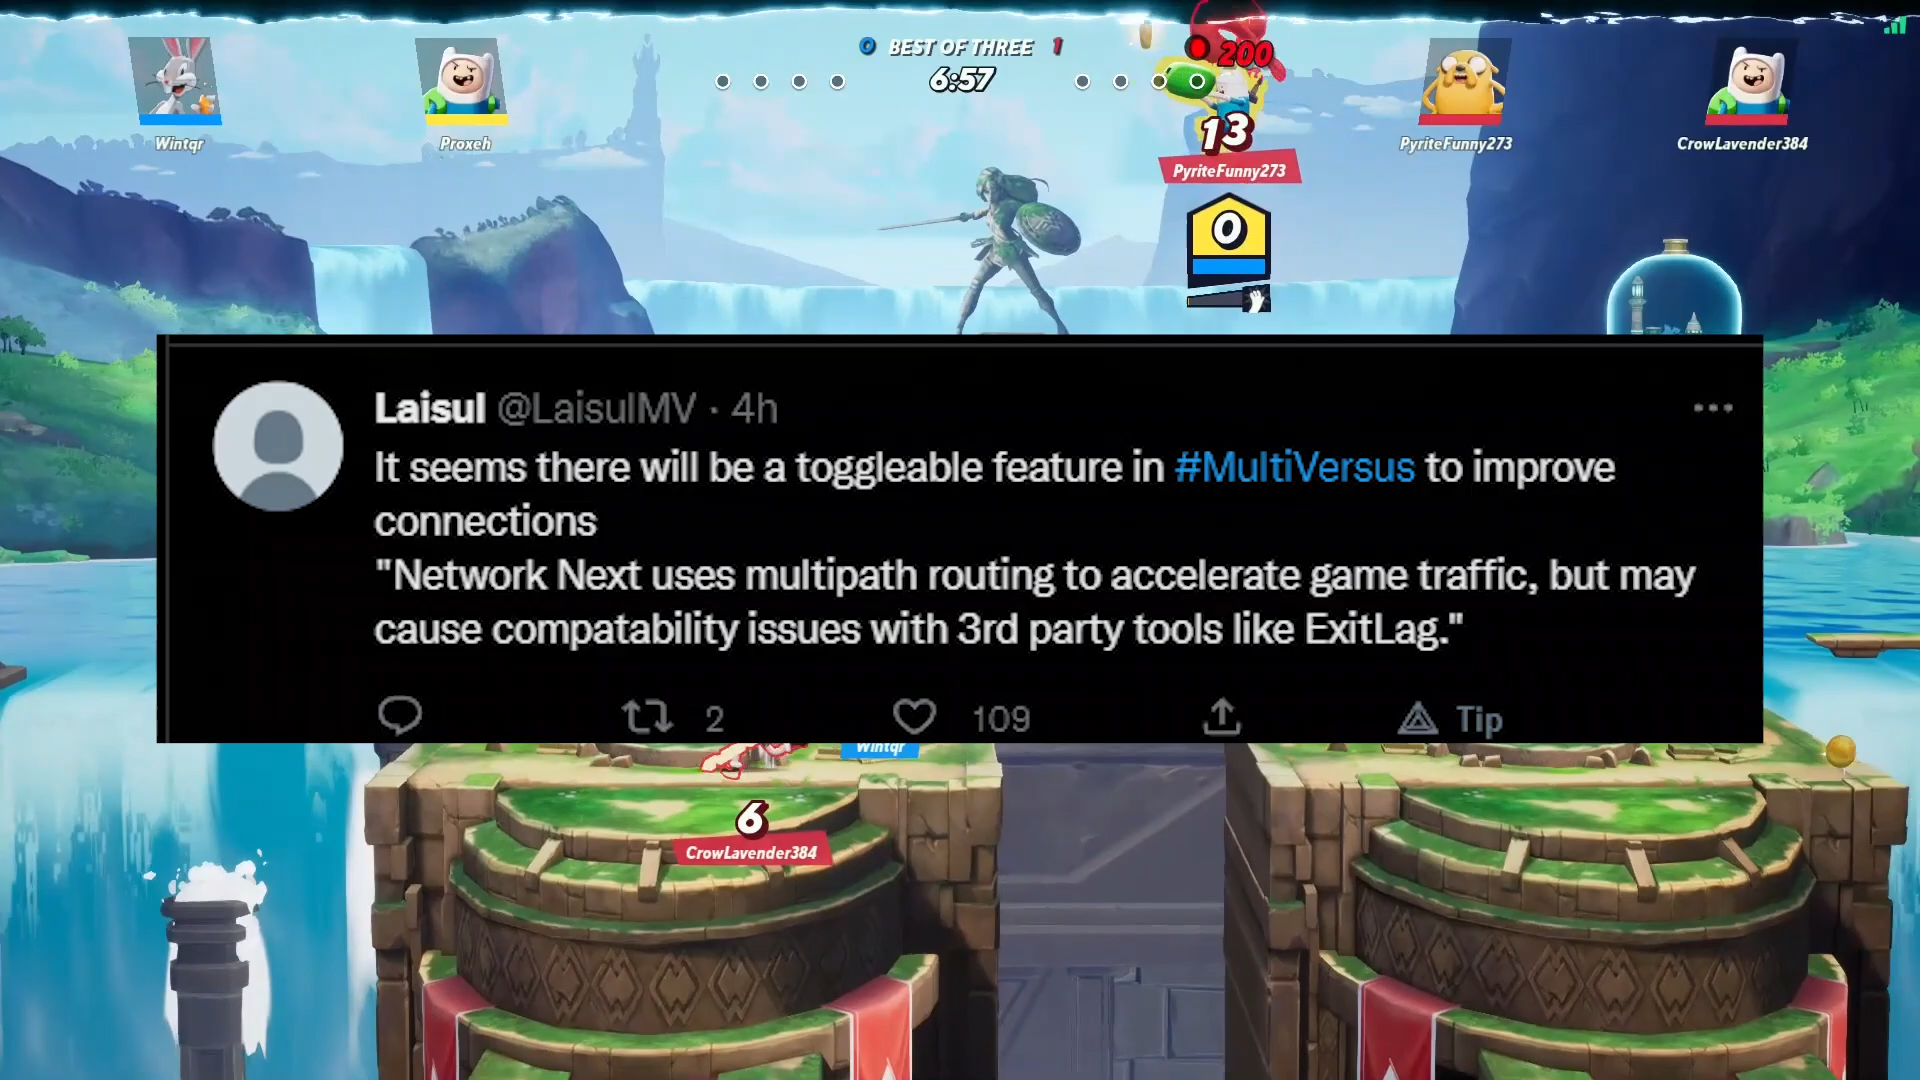 0 BEST OF THREE 1
6:57
200
13
PyriteFunny273
0
Wintqr
Proxeh
PyriteFunny273
CrowLavender384
Laisul @LaisulMV · 4h
It seems there will be a toggleable feature in #MultiVersus to improve
connections
"Network Next uses multipath routing to accelerate game traffic, but may
cause compatability issues with 3rd party tools like ExitLag."
2 109 Tip
Wintqr
6
CrowLavender384